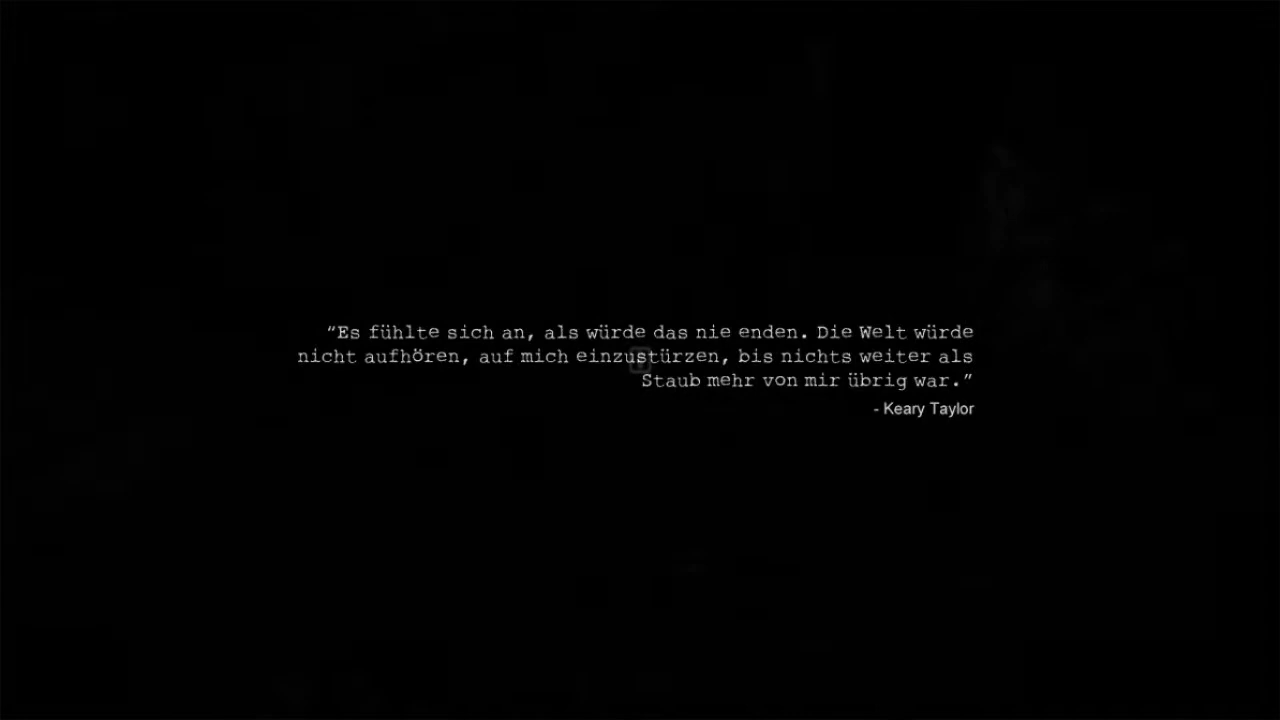 “Es fühlte sich an, als würde das nie enden. Die Welt würde
nicht aufhören, auf mich einzustürzen, bis nichts weiter als
Staub mehr von mir übrig war.”
- Keary Taylor